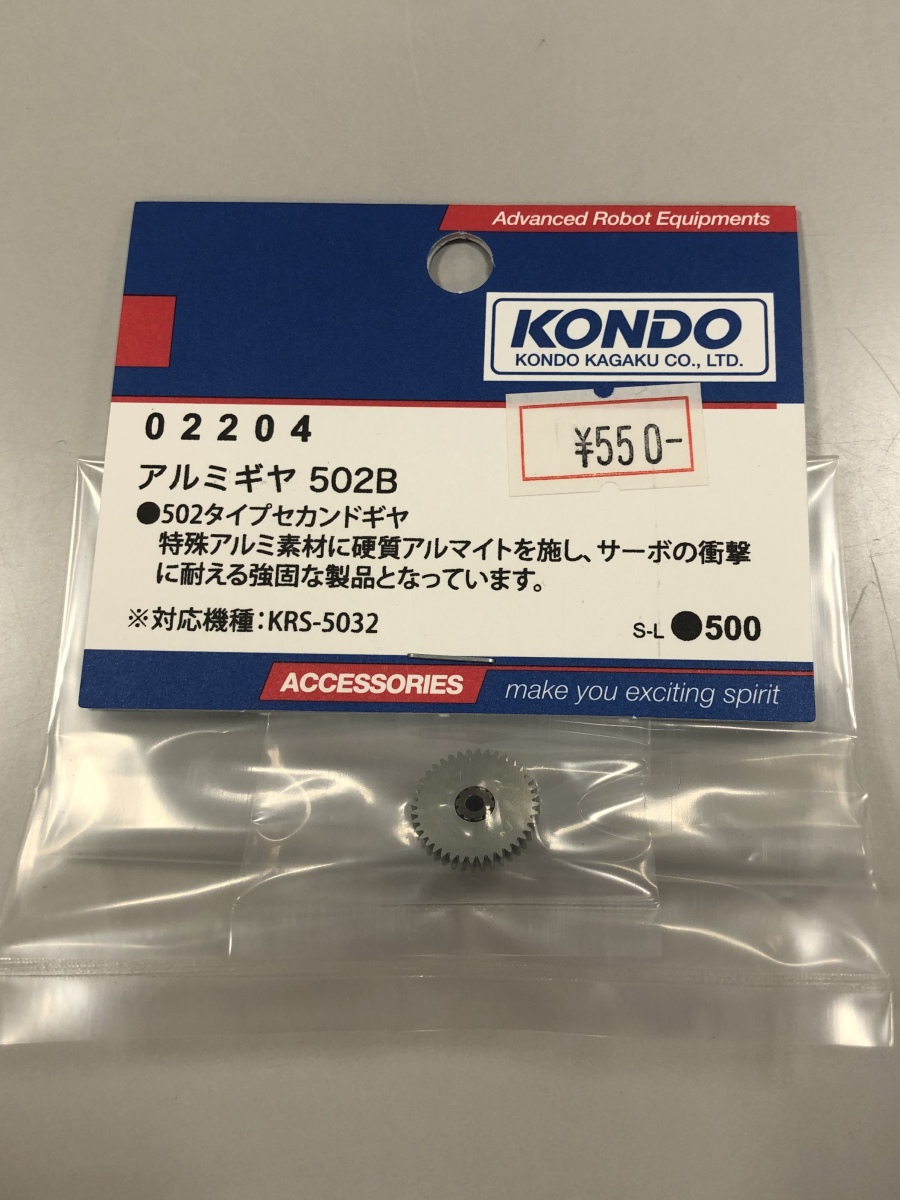 Advanced Robot Equipments
KONDO
KONDO KAGAKU CO., LTD.
02204
¥550-
アルミギヤ 502B
●502タイプセカンドギヤ
特殊アルミ素材に硬質アルマイトを施し、サーボの衝撃
に耐える強固な製品となっています。
※対応機種：KRS-5032
S-L ●500
ACCESSORIES
make you exciting spirit